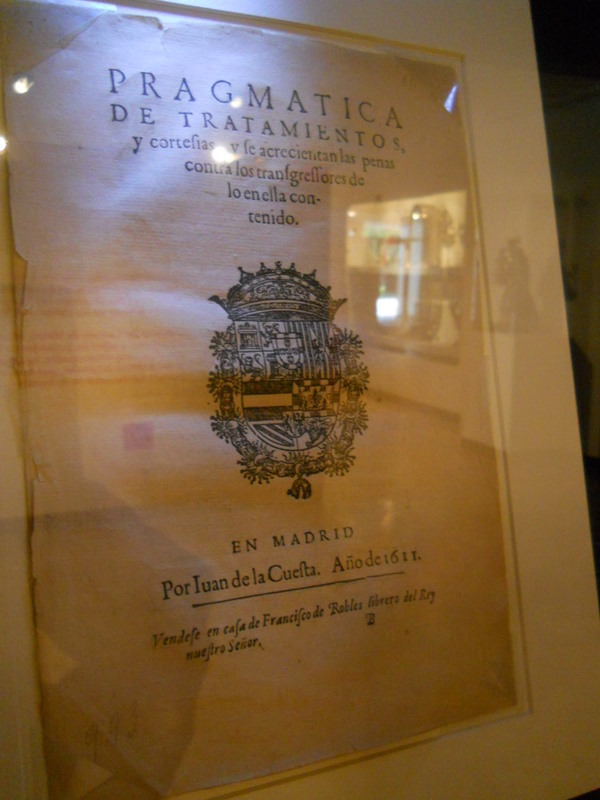 PRAGMATICA
DE TRATAMIENTOS,
y cortesias, y se acrecientan las penas
contra los transgressores de
lo en ella con-
tenido.
EN MADRID
Por Iuan de la Cuesta. Año de 1611.
Vendese en casa de Francisco de Robles librero del Rey
nuestro Señor.
B